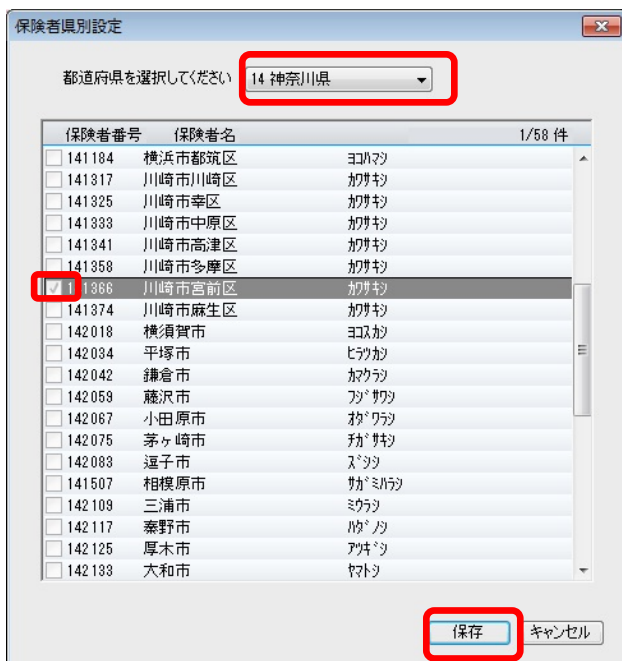 保険者県別設定
都道府県を選択してください 14 神奈川県
保険者番号 保険者名 1/58 件
141184 横浜市都筑区 ﾖｺﾊﾏｼ
141317 川崎市川崎区 ｶﾜｻｷｼ
141325 川崎市幸区 ｶﾜｻｷｼ
141333 川崎市中原区 ｶﾜｻｷｼ
141341 川崎市高津区 ｶﾜｻｷｼ
141358 川崎市多摩区 ｶﾜｻｷｼ
141366 川崎市宮前区 ｶﾜｻｷｼ
141374 川崎市麻生区 ｶﾜｻｷｼ
142018 横須賀市 ﾖｺｽｶｼ
142034 平塚市 ﾋﾗﾂｶｼ
142042 鎌倉市 ｶﾏｸﾗｼ
142059 藤沢市 ﾌｼﾞｻﾜｼ
142067 小田原市 ｵﾀﾞﾜﾗｼ
142075 茅ヶ崎市 ﾁｶﾞｻｷｼ
142083 逗子市 ｽﾞｼｼ
141507 相模原市 ｻｶﾞﾐﾊﾗｼ
142109 三浦市 ﾐｳﾗｼ
142117 秦野市 ﾊﾀﾞﾉｼ
142125 厚木市 ｱﾂｷﾞｼ
142133 大和市 ﾔﾏﾄｼ
保存 キャンセル